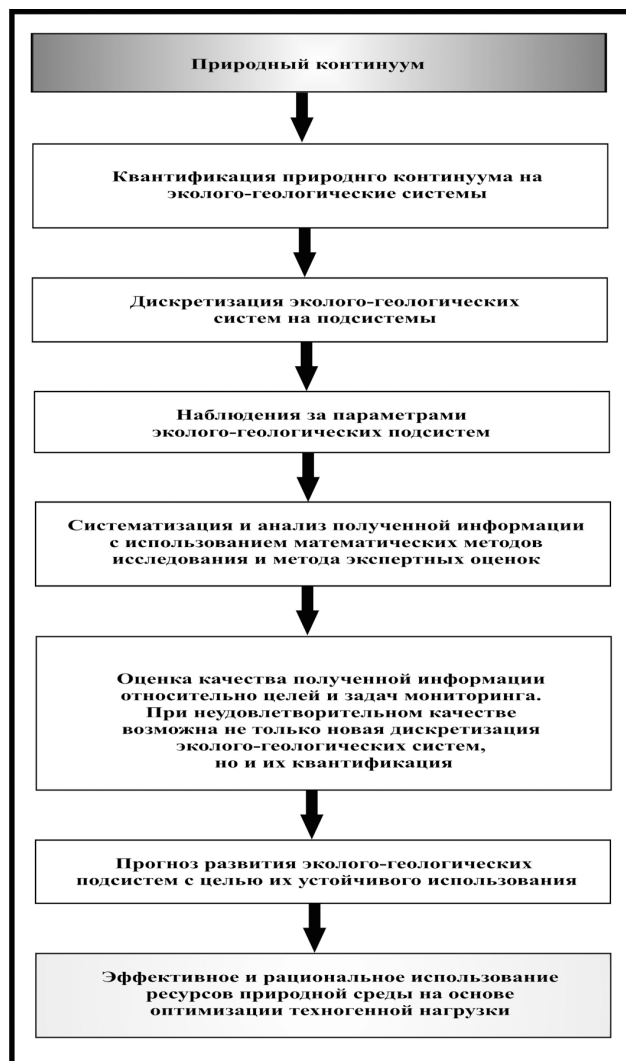 Природный континуум
Квантификация природнго континуума на
эколого-геологические системы
Дискретизация эколого-геологических
систем на подсистемы
Наблюдения за параметрами
эколого-геологических подсистем
Систематизация и анализ полученной информации
с использованием математических методов
исследования и метода экспертных оценок
Оценка качества полученной информации
относительно целей и задач мониторинга.
При неудовлетворительном качестве
возможна не только новая дискретизация
эколого-геологических систем,
но и их квантификация
Прогноз развития эколого-геологических
подсистем с целью их устойчивого использования
Эффективное и рациональное использование
ресурсов природной среды на основе
оптимизации техногенной нагрузки